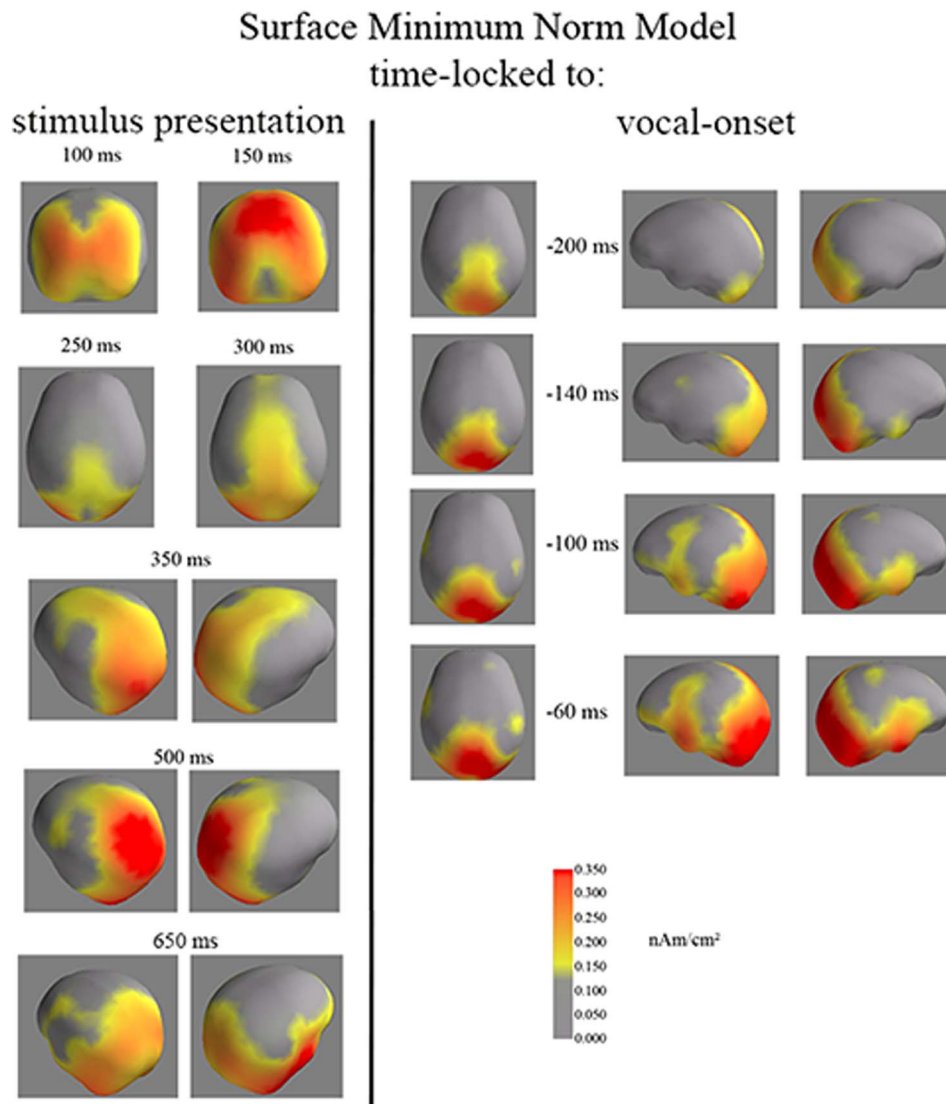 Surface Minimum Norm Model
time-locked to:
stimulus presentation
100 ms 150 ms
250 ms 300 ms
350 ms
500 ms
650 ms
vocal-onset
-200 ms
-140 ms
-100 ms
-60 ms
0.350
0.300
0.250
0.200
0.150
0.100
0.050
0.000
nAm/cm²